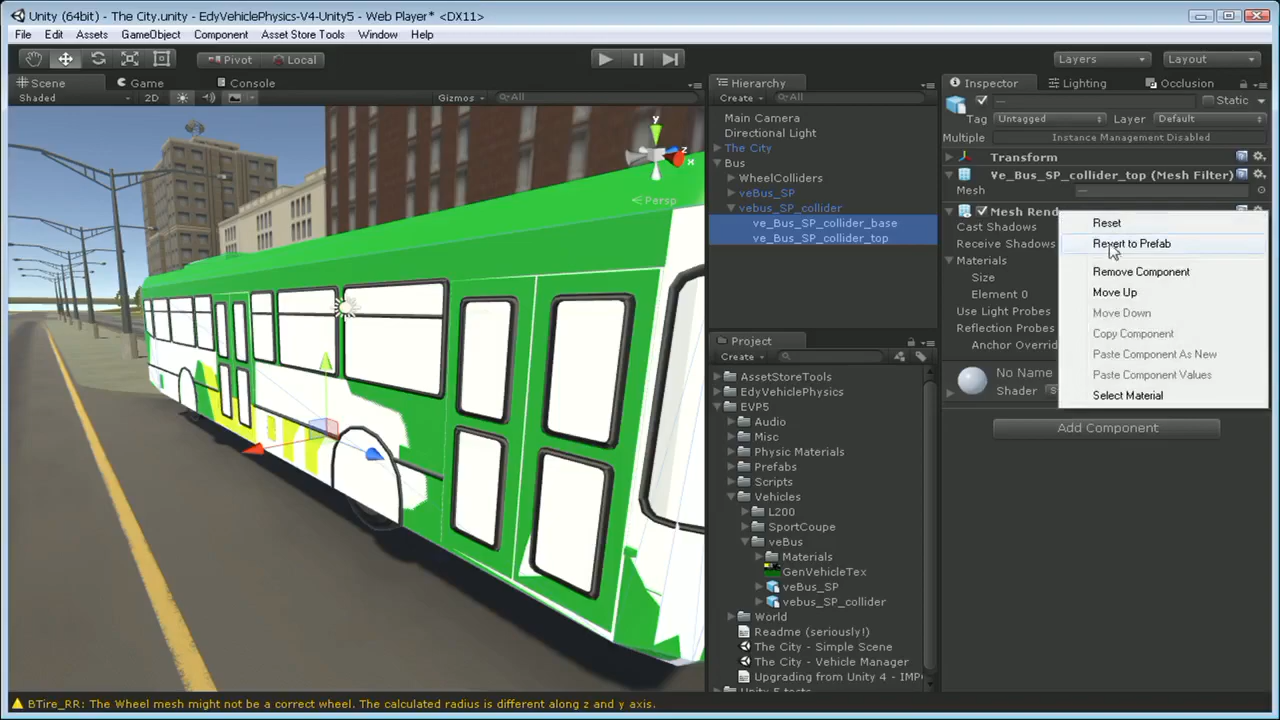 Unity (64bit) - The City.unity - EdyVehiclePhysics-V4-Unity5 - Web Player* <DX11>
File Edit Assets GameObject Component Asset Store Tools Window Help
Pivot Local Layers Layout
Scene Game Console
Shaded 2D Gizmos All
y
z
x
Persp
Hierarchy
Create All
Main Camera
Directional Light
The City
Bus
WheelColliders
veBus_SP
vebus_SP_collider
ve_Bus_SP_collider_base
ve_Bus_SP_collider_top
Project
Create
AssetStoreTools
EdyVehiclePhysics
EVP5
Audio
Misc
Physic Materials
Prefabs
Scripts
Vehicles
L200
SportCoupe
veBus
Materials
GenVehicleTex
veBus_SP
vebus_SP_collider
World
Readme (seriously!)
The City - Simple Scene
The City - Vehicle Manager
Upgrading from Unity 4 - IMP
Unity 5 tests
Inspector Lighting Occlusion
— Static
Tag Untagged Layer Default
Multiple Instance Management Disabled
Transform
Ve_Bus_SP_collider_top (Mesh Filter)
Mesh —
Mesh Rend
Cast Shadows
Receive Shadows
Materials
Size
Element 0
Use Light Probes
Reflection Probes
Anchor Overrid
No Name
Shader
Reset
Revert to Prefab
Remove Component
Move Up
Move Down
Copy Component
Paste Component As New
Paste Component Values
Select Material
Add Component
BTire_RR: The Wheel mesh might not be a correct wheel. The calculated radius is different along z and y axis.